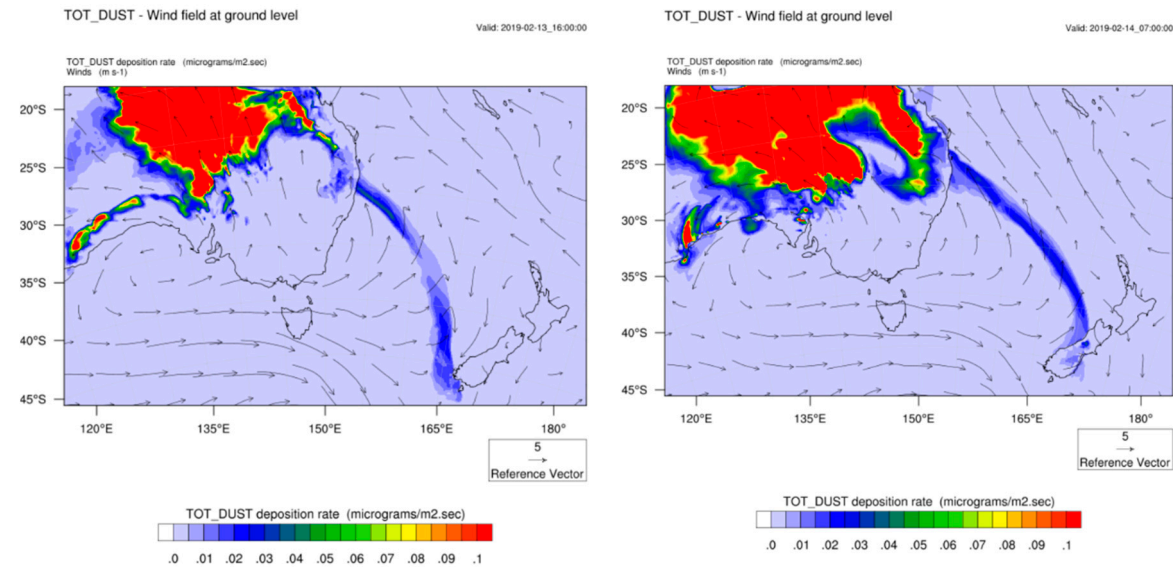 TOT_DUST - Wind field at ground level
Valid: 2019-02-13_16:00:00
TOT_DUST deposition rate (micrograms/m2.sec)
Winds (m s-1)
20°S
25°S
30°S
35°S
40°S
45°S
120°E 135°E 150°E 165°E 180°
5
Reference Vector
TOT_DUST deposition rate (micrograms/m2.sec)
.0 .01 .02 .03 .04 .05 .06 .07 .08 .09 .1
TOT_DUST - Wind field at ground level
Valid: 2019-02-14_07:00:00
TOT_DUST deposition rate (micrograms/m2.sec)
Winds (m s-1)
20°S
25°S
30°S
35°S
40°S
45°S
120°E 135°E 150°E 165°E 180°
5
Reference Vector
TOT_DUST deposition rate (micrograms/m2.sec)
.0 .01 .02 .03 .04 .05 .06 .07 .08 .09 .1